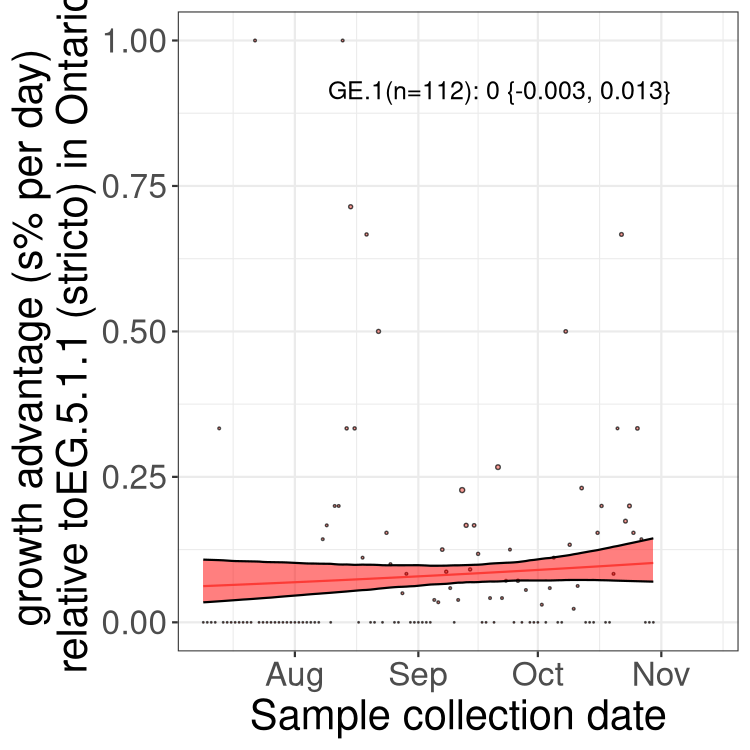 growth advantage (s% per day)
relative toEG.5.1.1 (stricto) in Ontario
1.00
0.75
0.50
0.25
0.00
GE.1(n=112): 0 {-0.003, 0.013}
Aug Sep Oct Nov
Sample collection date